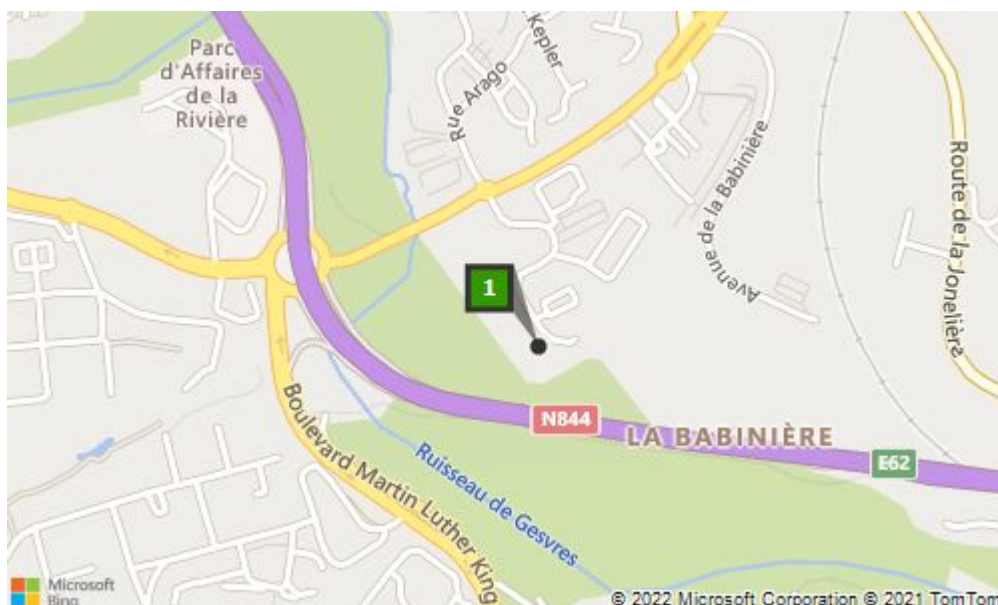 Parc
d'Affaires
de la
Rivière
Kepler
Rue Arago
Avenue de la Babinière
Route de la Jonelière
1
N844
LA BABINIÈRE
E62
Boulevard Martin Luther King
Ruisseau de Gesvres
Microsoft
Bing
© 2022 Microsoft Corporation © 2021 TomTom